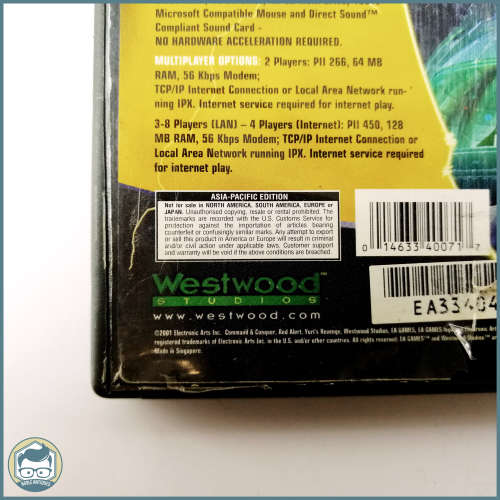 Microsoft Compatible Mouse and Direct Sound™
Compliant Sound Card -
NO HARDWARE ACCELERATION REQUIRED.
MULTIPLAYER OPTIONS: 2 Players: PII 266, 64 MB
RAM, 56 Kbps Modem;
TCP/IP Internet Connection or Local Area Network run-
ning IPX. Internet service required for internet play.
3-8 Players (LAN) – 4 Players (Internet): PII 450, 128
MB RAM, 56 Kbps Modem; TCP/IP Internet Connection or
Local Area Network running IPX. Internet service required
for internet play.
ASIA-PACIFIC EDITION
Not for sale in NORTH AMERICA, SOUTH AMERICA, EUROPE or
JAPAN. Unauthorised copying, resale or rental prohibited. The
trademarks are recorded with the U.S. Customs Service for
protection against the importation of articles bearing
counterfeit or confusingly similar marks. Any attempt to export
or sell this product in America or Europe will result in criminal
and/or civil action under applicable laws. Customer support
and warranty will be void if the above conditions are breached.
0 14633 40071 7
EA33404
Westwood™
STUDIOS
www.westwood.com
©2001 Electronic Arts Inc. Command & Conquer, Red Alert, Yuri's Revenge, Westwood Studios, EA GAMES, EA GAMES
registered trademarks of Electronic Arts Inc. in the U.S. and/or other countries. All rights reserved. EA GAMES™ and Westwood Studios™ are
Made in Singapore.
NOBLE ANTIQUES